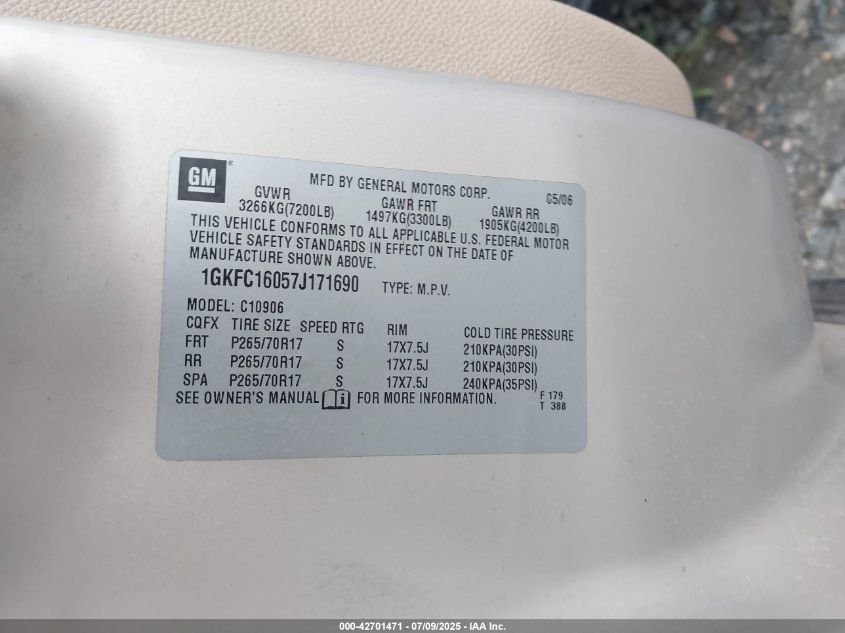 GM ®
MFD BY GENERAL MOTORS CORP. 05/06
GVWR GAWR FRT GAWR RR
3266KG(7200LB) 1497KG(3300LB) 1905KG(4200LB)
THIS VEHICLE CONFORMS TO ALL APPLICABLE U.S. FEDERAL MOTOR
VEHICLE SAFETY STANDARDS IN EFFECT ON THE DATE OF
MANUFACTURE SHOWN ABOVE.
1GKFC16057J171690 TYPE: M.P.V.
MODEL: C10906
CQFX TIRE SIZE SPEED RTG RIM COLD TIRE PRESSURE
FRT P265/70R17 S 17X7.5J 210KPA(30PSI)
RR P265/70R17 S 17X7.5J 210KPA(30PSI)
SPA P265/70R17 S 17X7.5J 240KPA(35PSI)
SEE OWNER'S MANUAL i FOR MORE INFORMATION. F 179
T 388
000-42701471 - 07/09/2025 - IAA Inc.